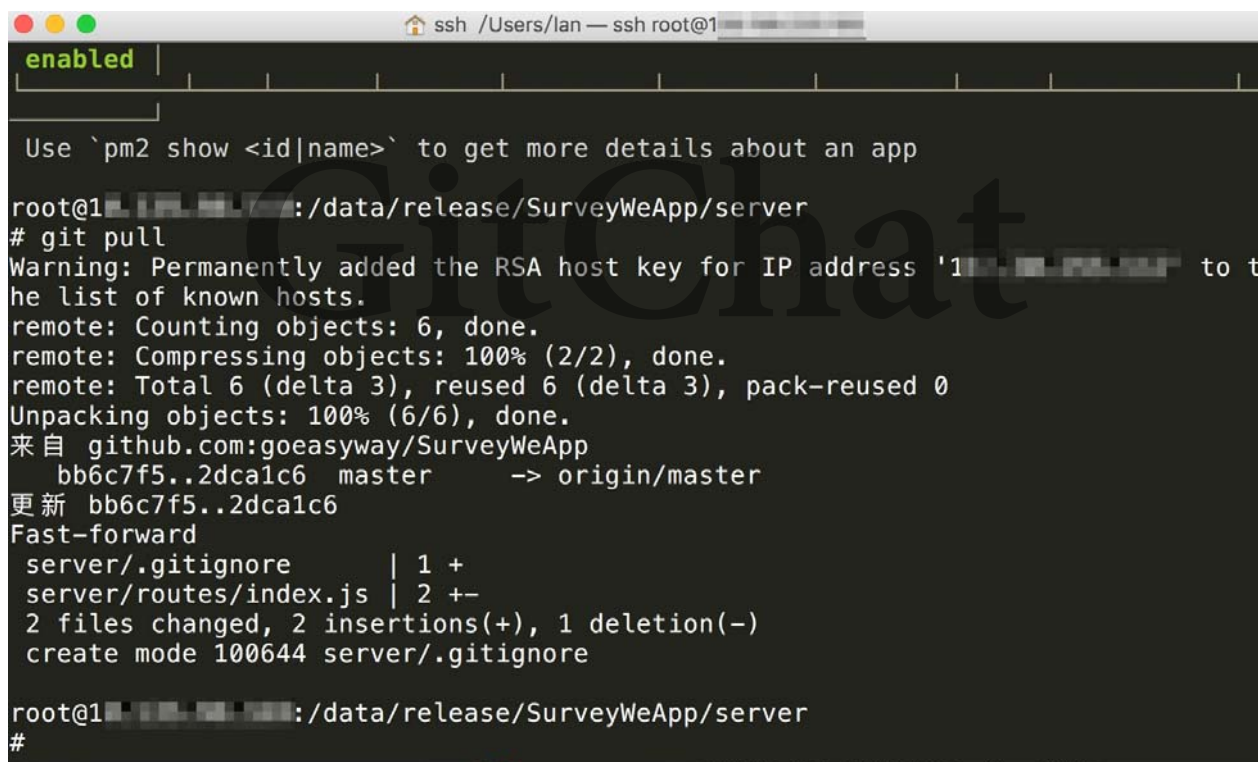 ssh /Users/lan — ssh root@1
enabled
Use `pm2 show <id|name>` to get more details about an app
root@1 :/data/release/SurveyWeApp/server
# git pull
Warning: Permanently added the RSA host key for IP address '1 ' to t
he list of known hosts.
remote: Counting objects: 6, done.
remote: Compressing objects: 100% (2/2), done.
remote: Total 6 (delta 3), reused 6 (delta 3), pack-reused 0
Unpacking objects: 100% (6/6), done.
来自 github.com:goeasyway/SurveyWeApp
bb6c7f5..2dca1c6 master -> origin/master
更新 bb6c7f5..2dca1c6
Fast-forward
server/.gitignore | 1 +
server/routes/index.js | 2 +-
2 files changed, 2 insertions(+), 1 deletion(-)
create mode 100644 server/.gitignore
root@1 :/data/release/SurveyWeApp/server
#
GitChat